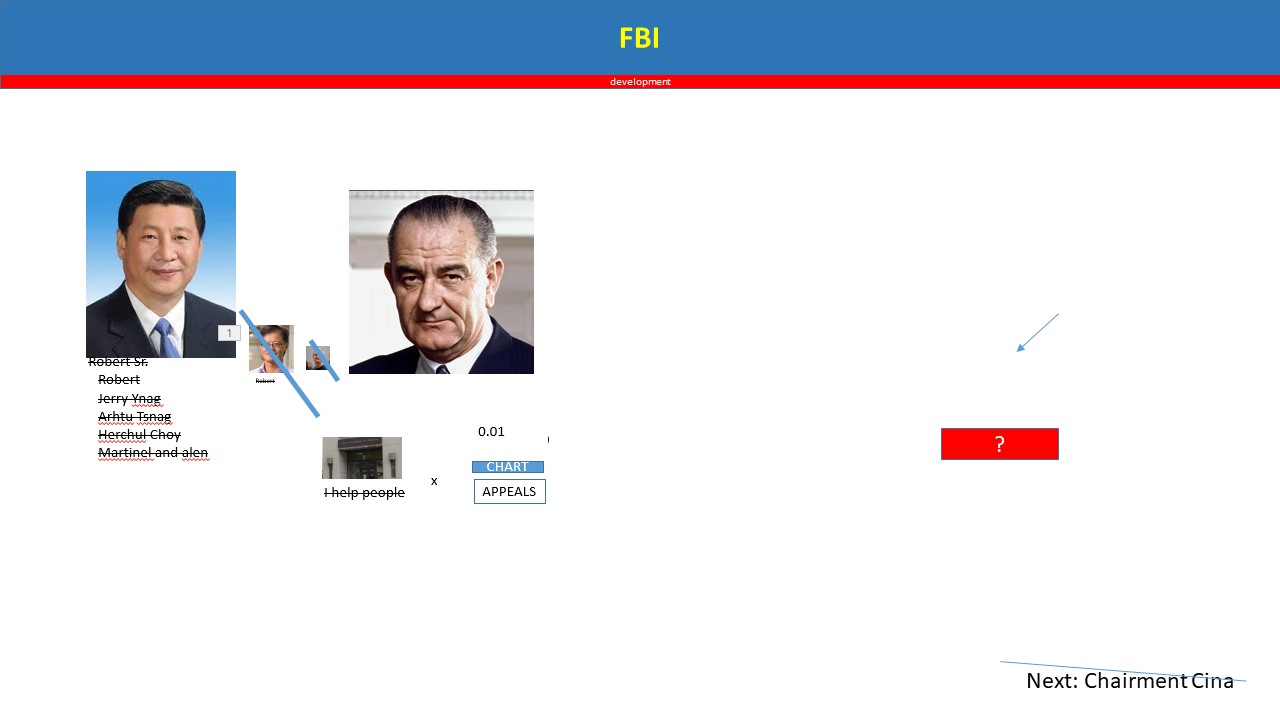 FBI
development
1
Robert Sr.
Robert
Robert
Jerry Ynag
Arhtu Tsnag
Herchul Choy
Martinel and alen
0.01
CHART
?
x
I help people
APPEALS
Next: Chairment Cina